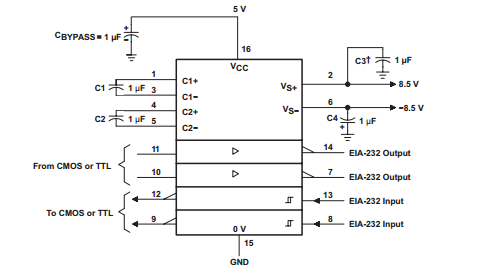 5 V
CBYPASS = 1 µF
+
–
16
VCC
1
C1+
C1 1 µF
3
C1–
4
C2+
C2 1 µF
5
C2–
VS+
2
C3† 1 µF
8.5 V
VS–
6
–8.5 V
C4 1 µF
+
From CMOS or TTL
11
14
EIA-232 Output
10
7
EIA-232 Output
To CMOS or TTL
12
13
EIA-232 Input
9
8
EIA-232 Input
0 V
15
GND